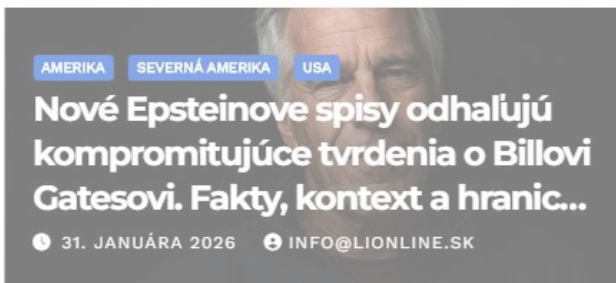 AMERIKA SEVERNÁ AMERIKA USA
Nové Epsteinove spisy odhaľujú
kompromitujúce tvrdenia o Billovi
Gatesovi. Fakty, kontext a hranic...
31. JANUÁRA 2026 INFO@LIONLINE.SK